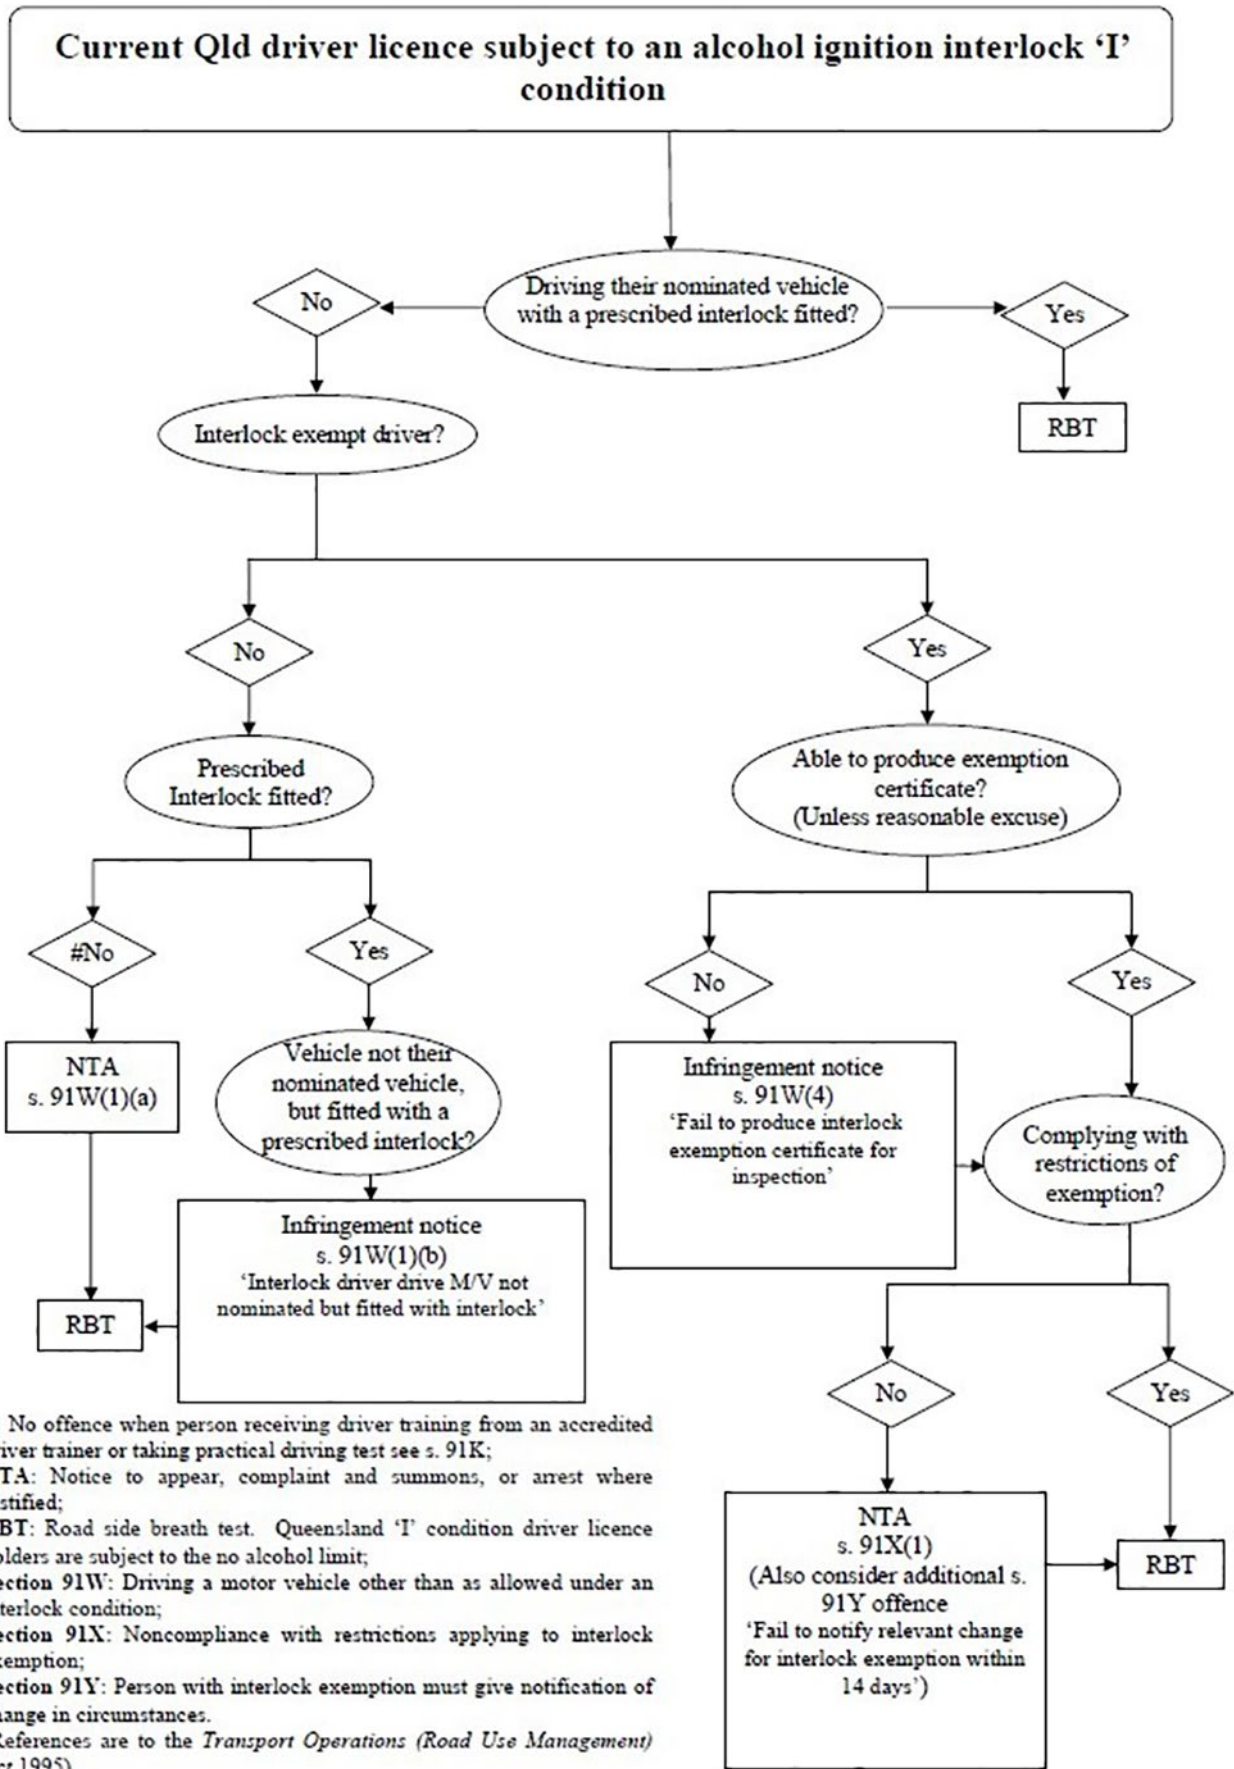 Current Qld driver licence subject to an alcohol ignition interlock ‘I’
condition
Driving their nominated vehicle
with a prescribed interlock fitted?
No
Yes
RBT
Interlock exempt driver?
No
Yes
Prescribed
Interlock fitted?
Able to produce exemption
certificate?
(Unless reasonable excuse)
#No
Yes
No
Yes
NTA
s. 91W(1)(a)
Vehicle not their
nominated vehicle,
but fitted with a
prescribed interlock?
Infringement notice
s. 91W(4)
‘Fail to produce interlock
exemption certificate for
inspection’
Complying with
restrictions of
exemption?
Infringement notice
s. 91W(1)(b)
‘Interlock driver drive M/V not
nominated but fitted with interlock’
RBT
No
Yes
NTA
s. 91X(1)
(Also consider additional s.
91Y offence
‘Fail to notify relevant change
for interlock exemption within
14 days’)
RBT
No offence when person receiving driver training from an accredited
iver trainer or taking practical driving test see s. 91K;
TA: Notice to appear, complaint and summons, or arrest where
stified;
BT: Road side breath test. Queensland ‘I’ condition driver licence
olders are subject to the no alcohol limit;
ection 91W: Driving a motor vehicle other than as allowed under an
terlock condition;
ection 91X: Noncompliance with restrictions applying to interlock
emption;
ection 91Y: Person with interlock exemption must give notification of
ange in circumstances.
References are to the Transport Operations (Road Use Management)
ct 1995)